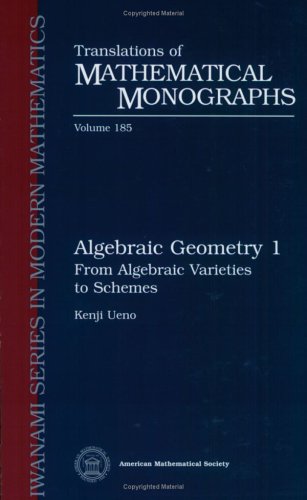 IWANAMI SERIES IN MODERN MATHEMATICS
Translations of
MATHEMATICAL
MONOGRAPHS
Volume 185
Algebraic Geometry 1
From Algebraic Varieties
to Schemes
Kenji Ueno
American Mathematical Society
Copyrighted Material
Copyrighted Material